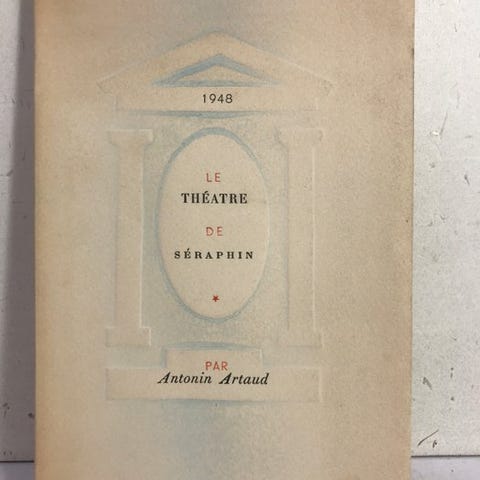 1948
LE
THÉATRE
DE
SÉRAPHIN
PAR
Antonin Artaud